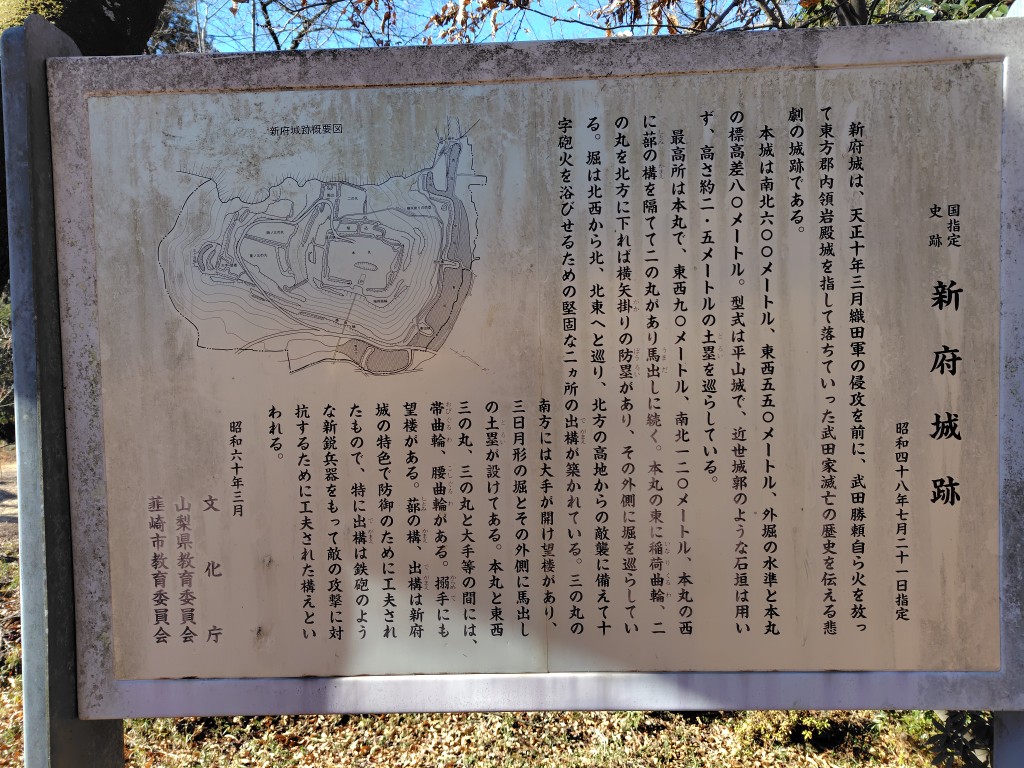 国指定
史跡
新府城跡
昭和四十八年七月二十一日指定
新府城は、天正十年三月織田軍の侵攻を前に、武田勝頼自ら火を放っ
て東方郡内領岩殿城を指して落ちていった武田家滅亡の歴史を伝える悲
劇の城跡である。
本城は南北六〇〇メートル、東西五五〇メートル、外堀の水準と本丸
の標高差八〇メートル。型式は平山城で、近世城郭のような石垣は用い
ず、高さ約二・五メートルの土塁を巡らしている。
最高所は本丸で、東西九〇メートル、南北一二〇メートル、本丸の西
に蔀の構を隔てて二の丸があり馬出しに続く。本丸の東に稲荷曲輪、二
の丸を北方に下れば横矢掛りの防塁があり、その外側に堀を巡らしてい
る。堀は北西から北、北東へと巡り、北方の高地からの敵襲に備えて十
字砲火を浴びせるための堅固な二ヵ所の出構が築かれている。三の丸の
南方には大手が開け望楼があり、
三日月形の堀とその外側に馬出し
の土塁が設けてある。本丸と東西
三の丸、三の丸と大手等の間には、
帯曲輪、腰曲輪がある。搦手にも
望楼がある。蔀の構、出構は新府
城の特色で防御のために工夫され
たもので、特に出構は鉄砲のよう
な新鋭兵器をもって敵の攻撃に対
抗するために工夫された構えとい
われる。
昭和六十年三月
文化庁
山梨県教育委員会
韮崎市教育委員会
新府城跡概要図